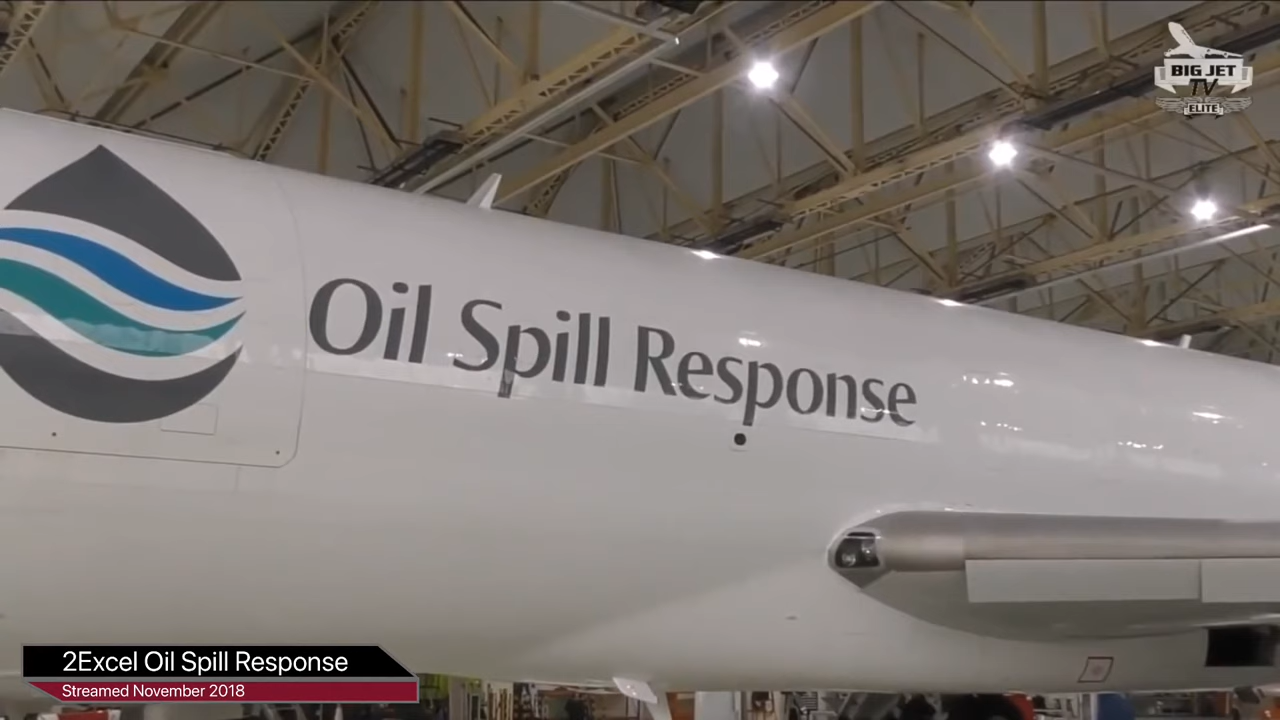 BIG JET
TV
ELITE
Oil Spill Response
2Excel Oil Spill Response
Streamed November 2018